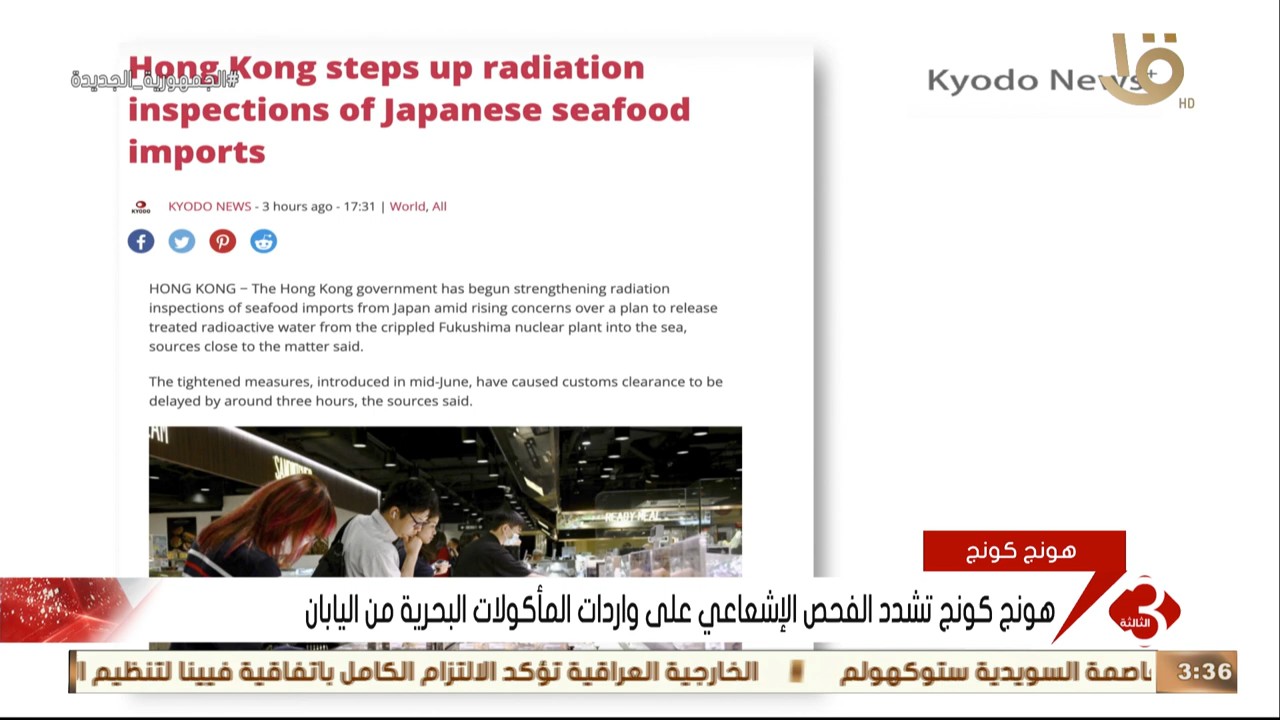 Hong Kong steps up radiation
inspections of Japanese seafood
imports
#الجمهورية_الجديدة
Kyodo News+
HD
KYODO
KYODO NEWS - 3 hours ago - 17:31 | World, All
HONG KONG – The Hong Kong government has begun strengthening radiation
inspections of seafood imports from Japan amid rising concerns over a plan to release
treated radioactive water from the crippled Fukushima nuclear plant into the sea,
sources close to the matter said.
The tightened measures, introduced in mid-June, have caused customs clearance to be
delayed by around three hours, the sources said.
READY MEAL
هونج كونج
هونج كونج تشدد الفحص الإشعاعي على واردات المأكولات البحرية من اليابان
3
الثالثة
اصمة السويدية ستوكهولم
الخارجية العراقية تؤكد الالتزام الكامل باتفاقية فيينا لتنظيم ال
3:36